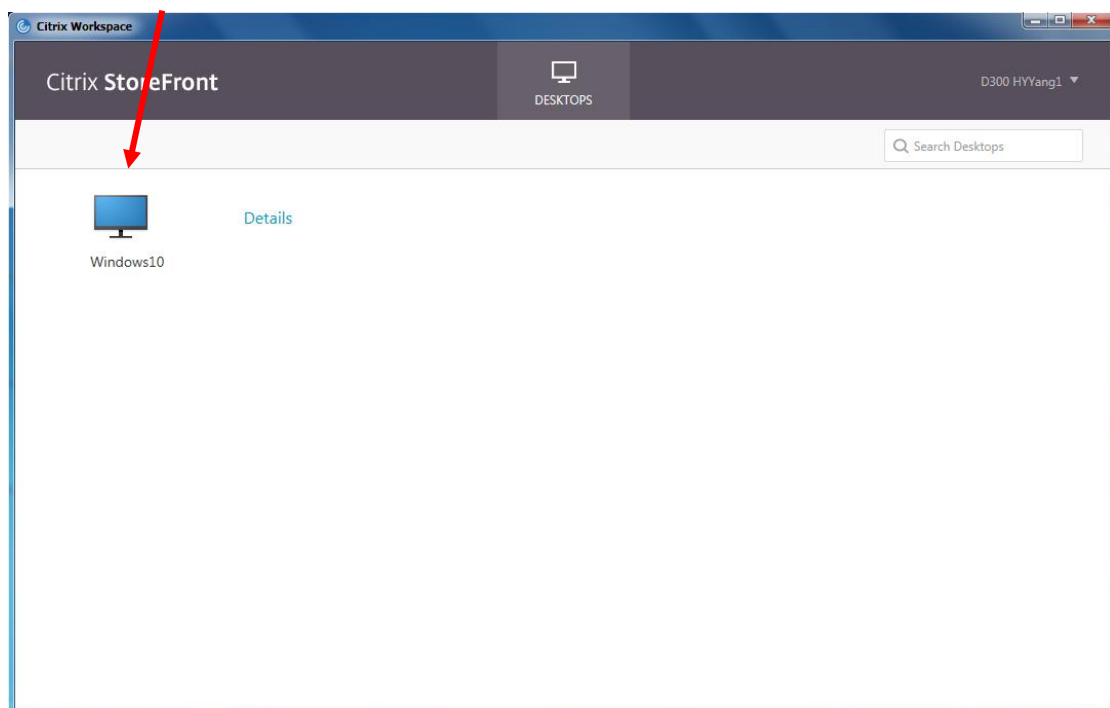 Citrix Workspace
Citrix StoreFront
DESKTOPS
D300 HYYang1
Search Desktops
Details
Windows10